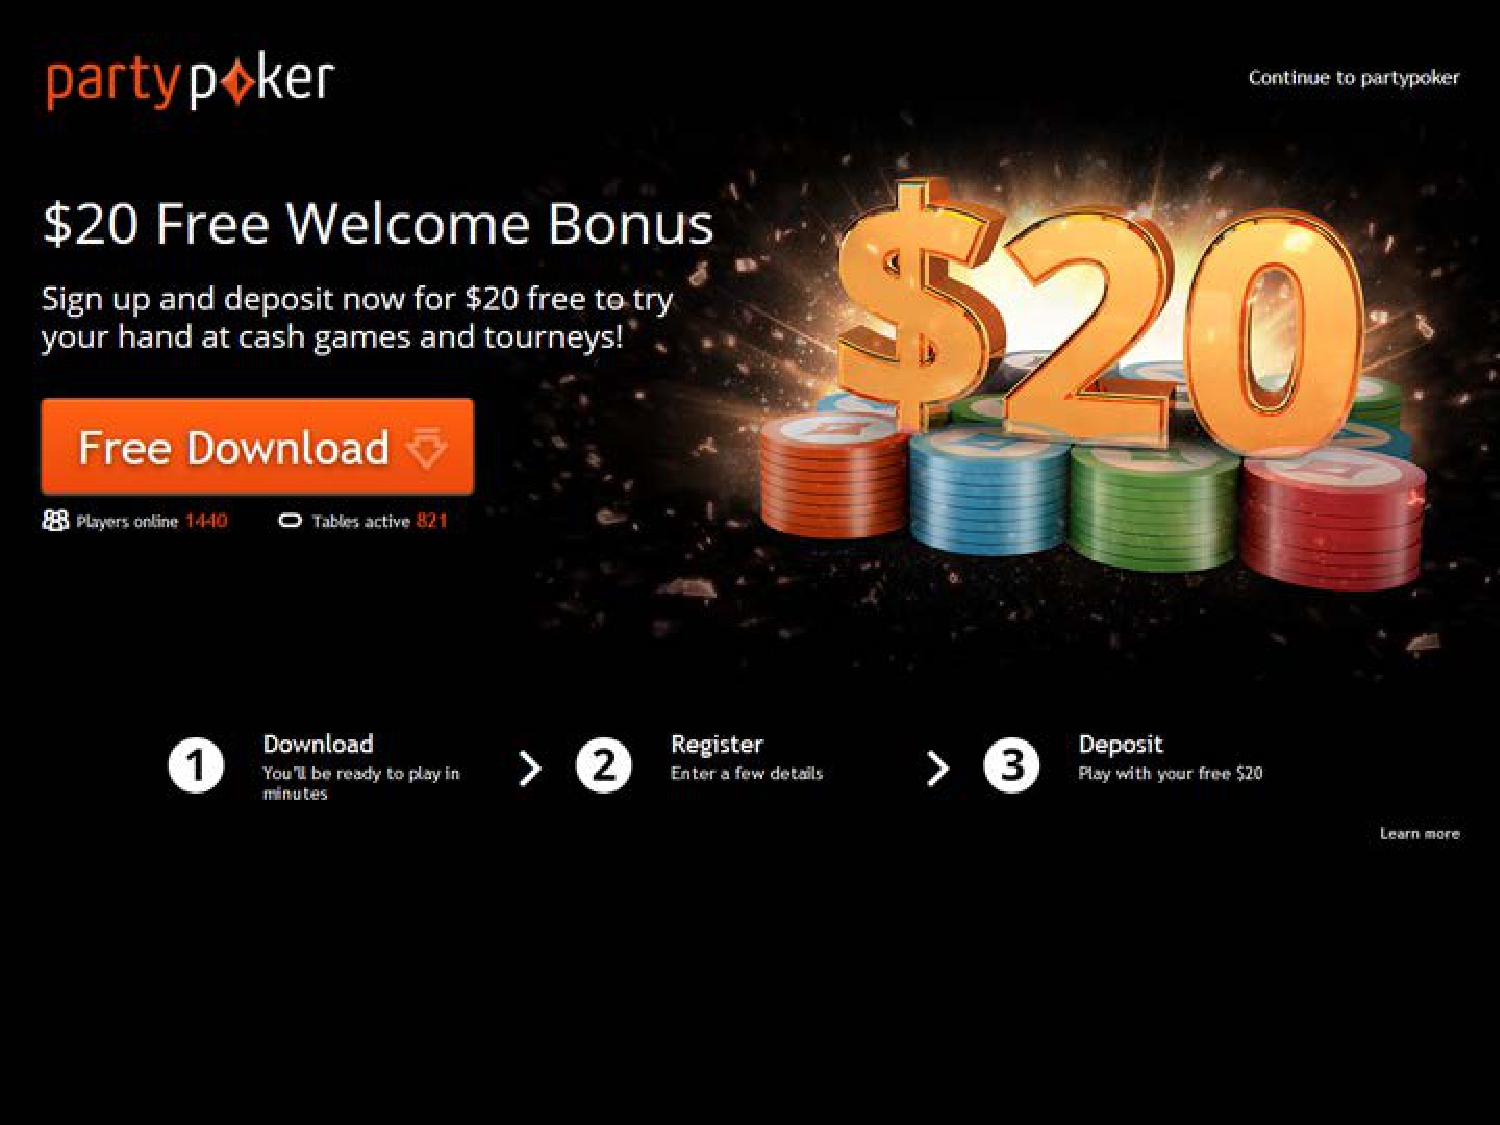 partypoker
Continue to partypoker
$20 Free Welcome Bonus
Sign up and deposit now for $20 free to try
your hand at cash games and tourneys!
$20
Free Download
Players online 1440
Tables active 821
1
Download
You'll be ready to play in
minutes
2
Register
Enter a few details
3
Deposit
Play with your free $20
Learn more